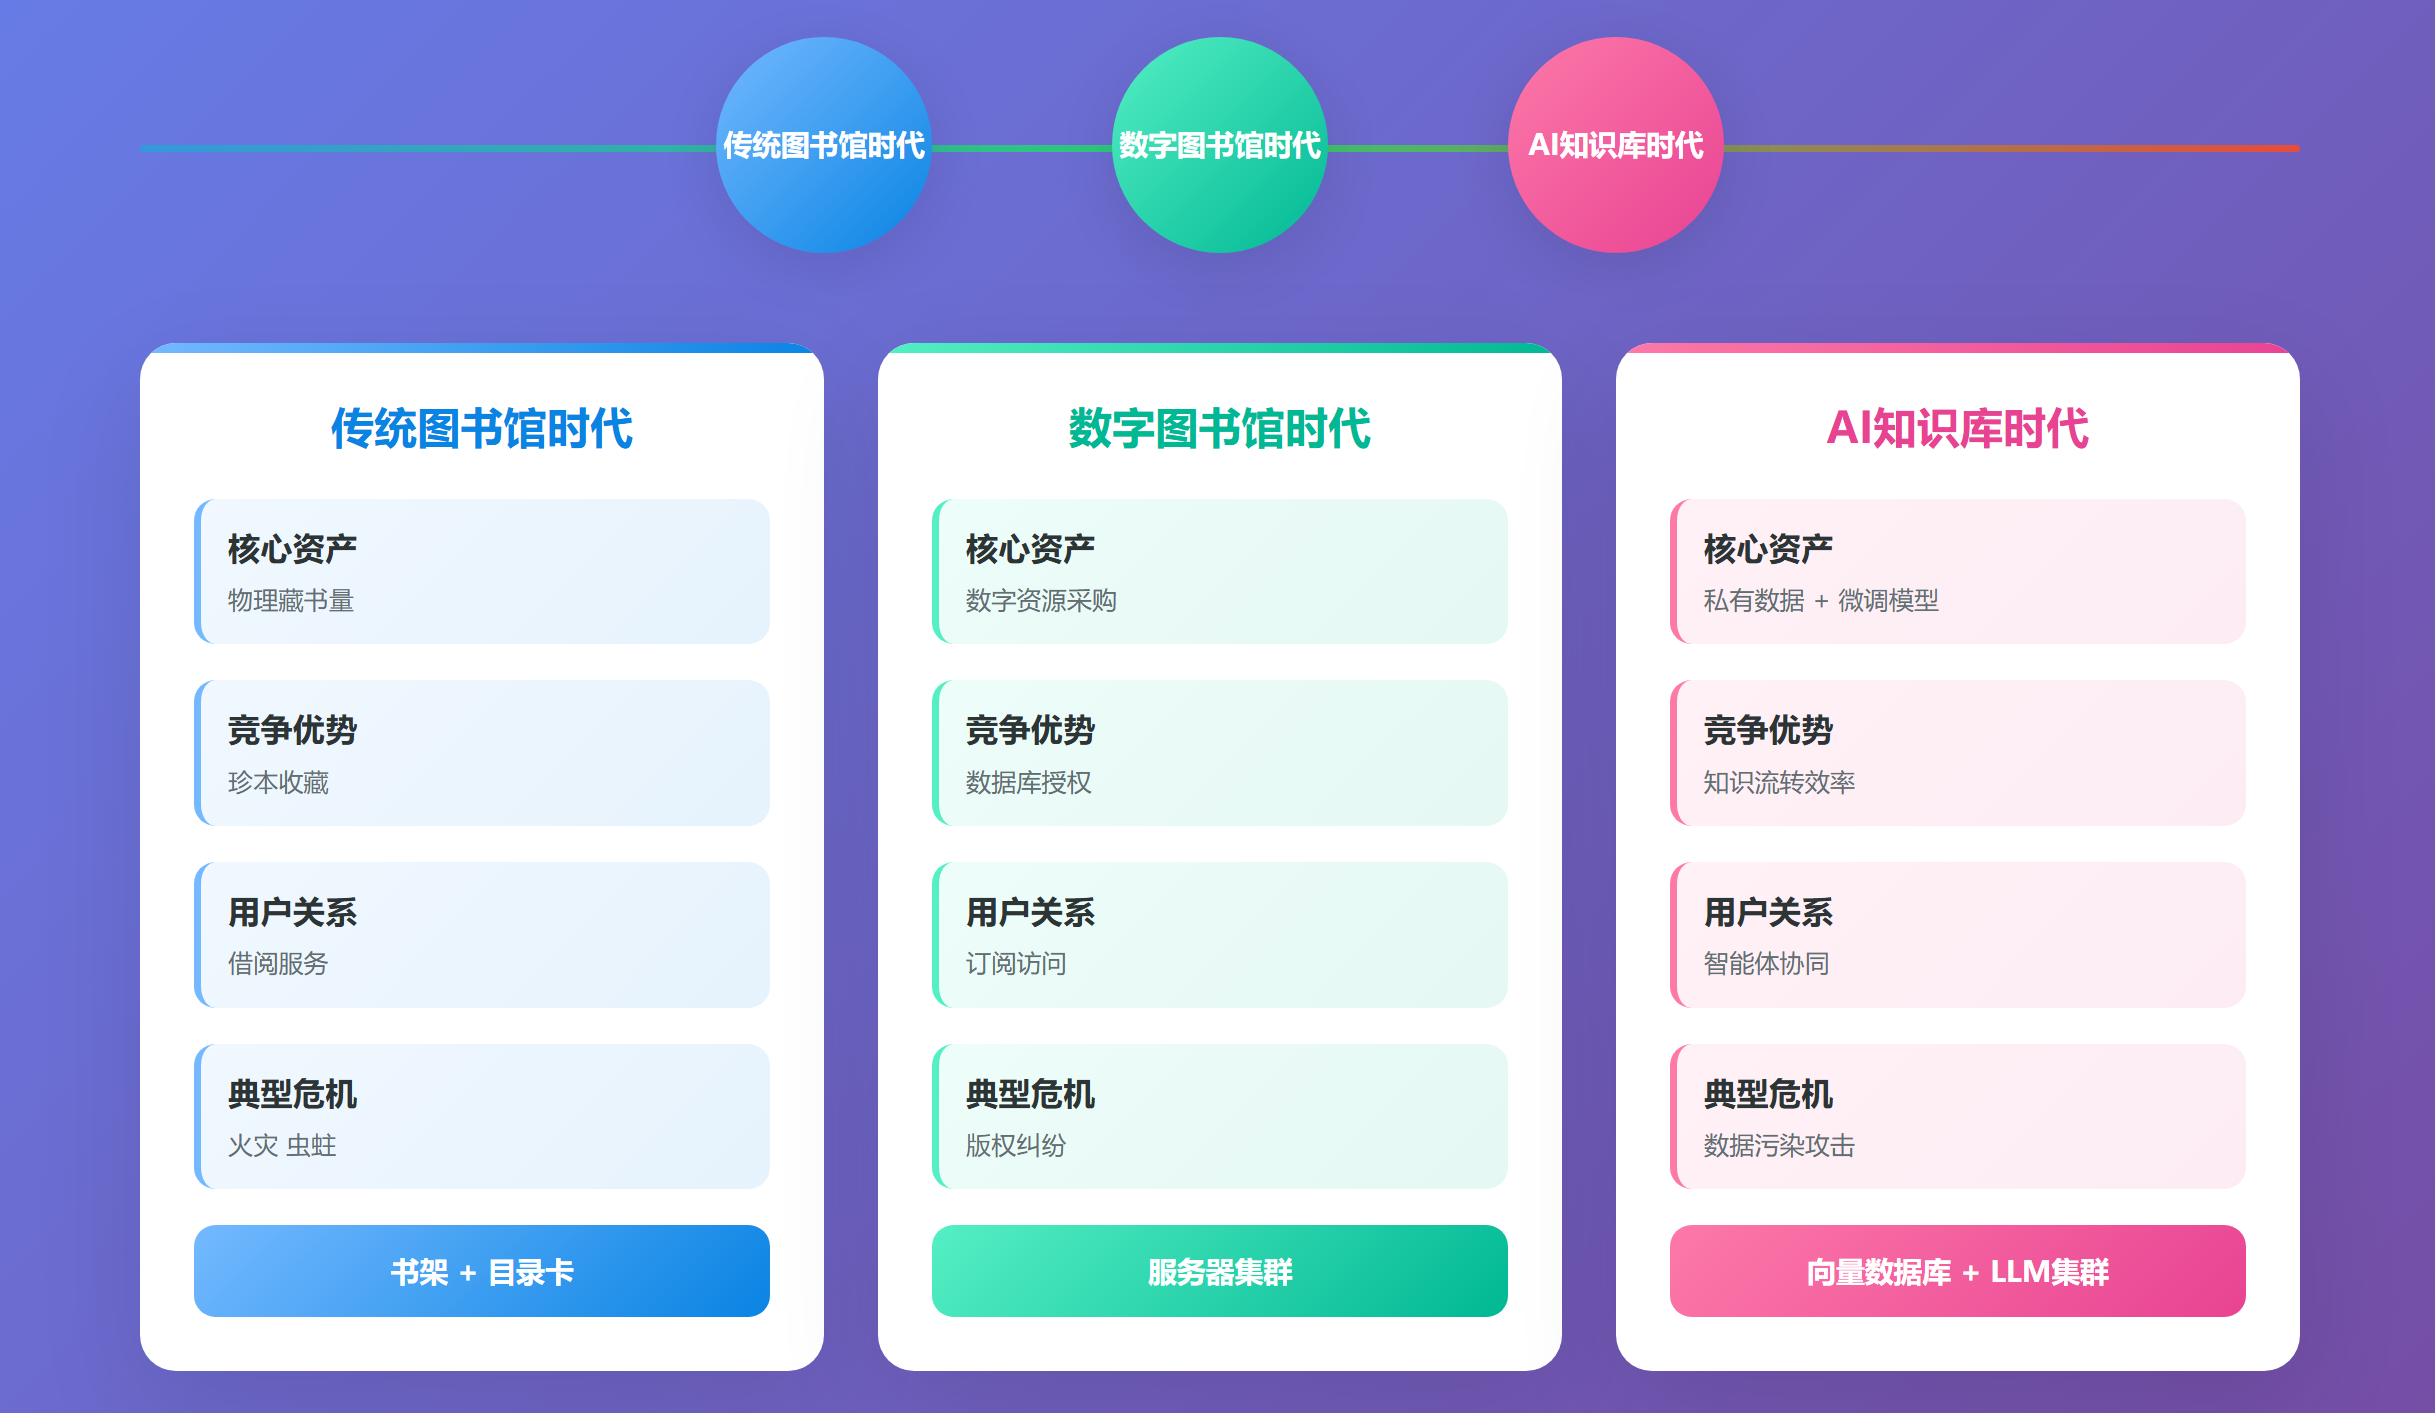 传统图书馆时代
数字图书馆时代
AI知识库时代
传统图书馆时代
核心资产
物理藏书量
竞争优势
珍本收藏
用户关系
借阅服务
典型危机
火灾 虫蛀
书架 + 目录卡
数字图书馆时代
核心资产
数字资源采购
竞争优势
数据库授权
用户关系
订阅访问
典型危机
版权纠纷
服务器集群
AI知识库时代
核心资产
私有数据 + 微调模型
竞争优势
知识流转效率
用户关系
智能体协同
典型危机
数据污染攻击
向量数据库 + LLM集群